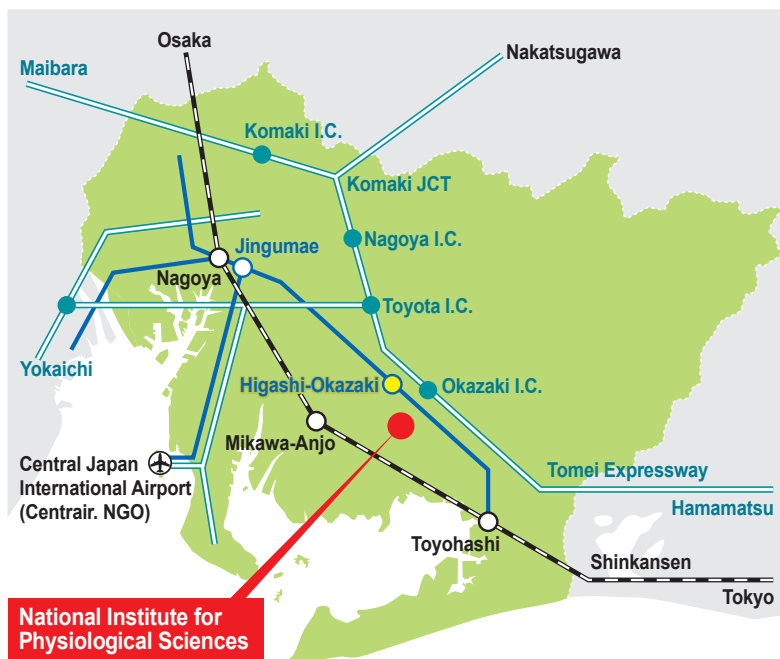 Osaka
Maibara
Nakatsugawa
Komaki I.C.
Komaki JCT
Nagoya I.C.
Jingumae
Nagoya
Toyota I.C.
Yokaichi
Higashi-Okazaki
Okazaki I.C.
Mikawa-Anjo
Central Japan
International Airport
(Centrair. NGO)
Tomei Expressway
Hamamatsu
Toyohashi
Shinkansen
Tokyo
National Institute for
Physiological Sciences